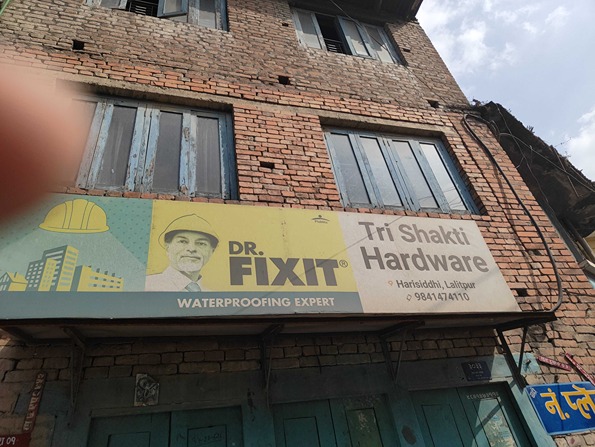 DR.
FIXIT®
WATERPROOFING EXPERT
Tri Shakti
Hardware
Harisiddhi, Lalitpur
9841474110
नं. प्ले